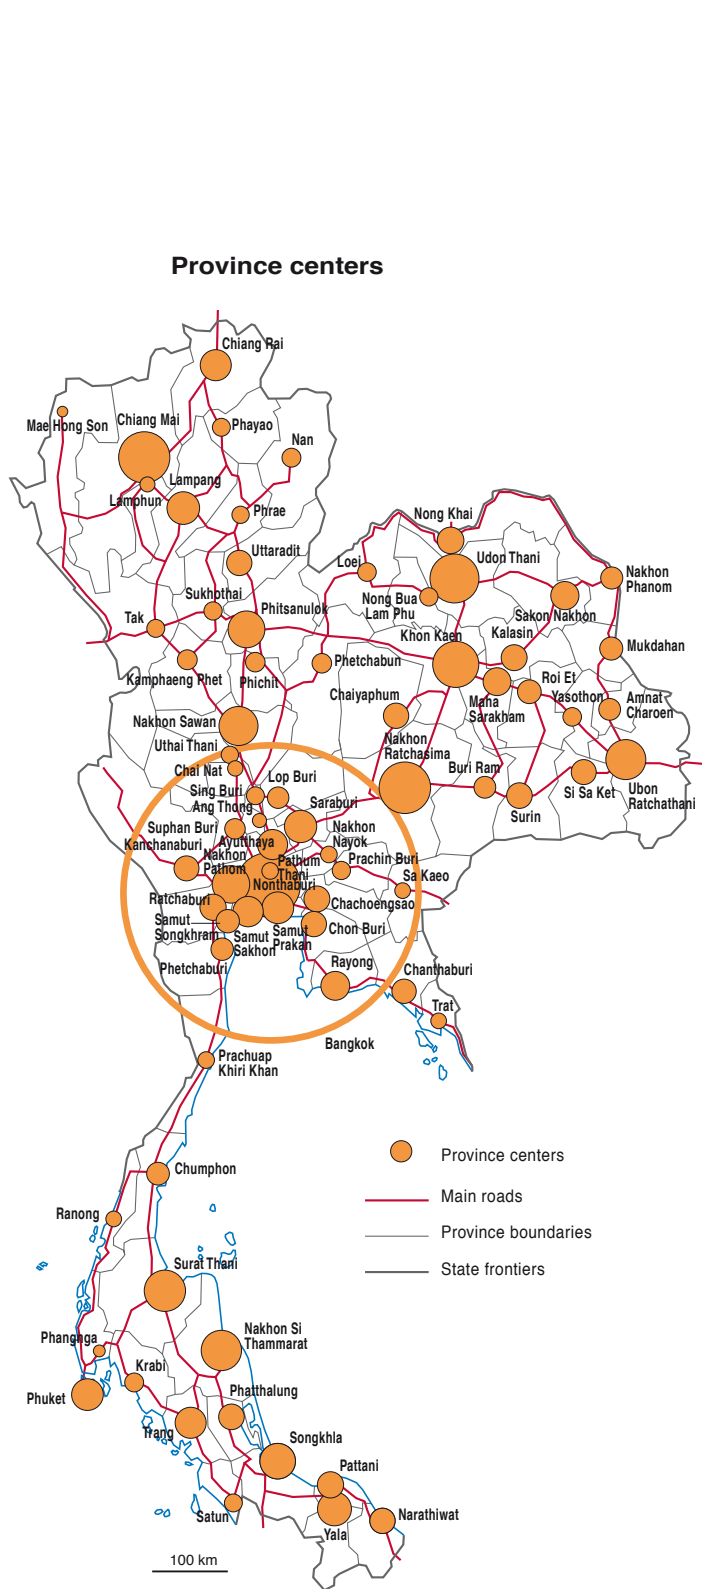 Province centers
Chiang Rai
Mae Hong Son
Chiang Mai
Phayao
Nan
Lampang
Lamphun
Phrae
Nong Khai
Uttaradit
Loei
Udon Thani
Nakhon
Phanom
Sukhothai
Nong Bua
Lam Phu
Sakon Nakhon
Tak
Phitsanulok
Khon Kaen
Kalasin
Mukdahan
Kamphaeng Phet
Phichit
Phetchabun
Roi Et
Chaiyaphum
Maha
Sarakham
Yasothon
Amnat
Charoen
Nakhon Sawan
Nakhon
Ratchasima
Uthai Thani
Chai Nat
Lop Buri
Buri Ram
Sing Buri
Ang Thong
Saraburi
Surin
Si Sa Ket
Ubon
Ratchathani
Suphan Buri
Nakhon
Nayok
Kanchanaburi
Ayutthaya
Nakhon
Pathom
Pathum
Thani
Prachin Buri
Sa Kaeo
Nonthaburi
Ratchaburi
Chachoengsao
Samut
Songkhram
Samut
Sakhon
Samut
Prakan
Chon Buri
Phetchaburi
Rayong
Chanthaburi
Trat
Bangkok
Prachuap
Khiri Khan
Province centers
Chumphon
Main roads
Ranong
Province boundaries
Surat Thani
State frontiers
Phangnga
Nakhon Si
Thammarat
Krabi
Phuket
Phatthalung
Trang
Songkhla
Pattani
Satun
Narathiwat
Yala
100 km